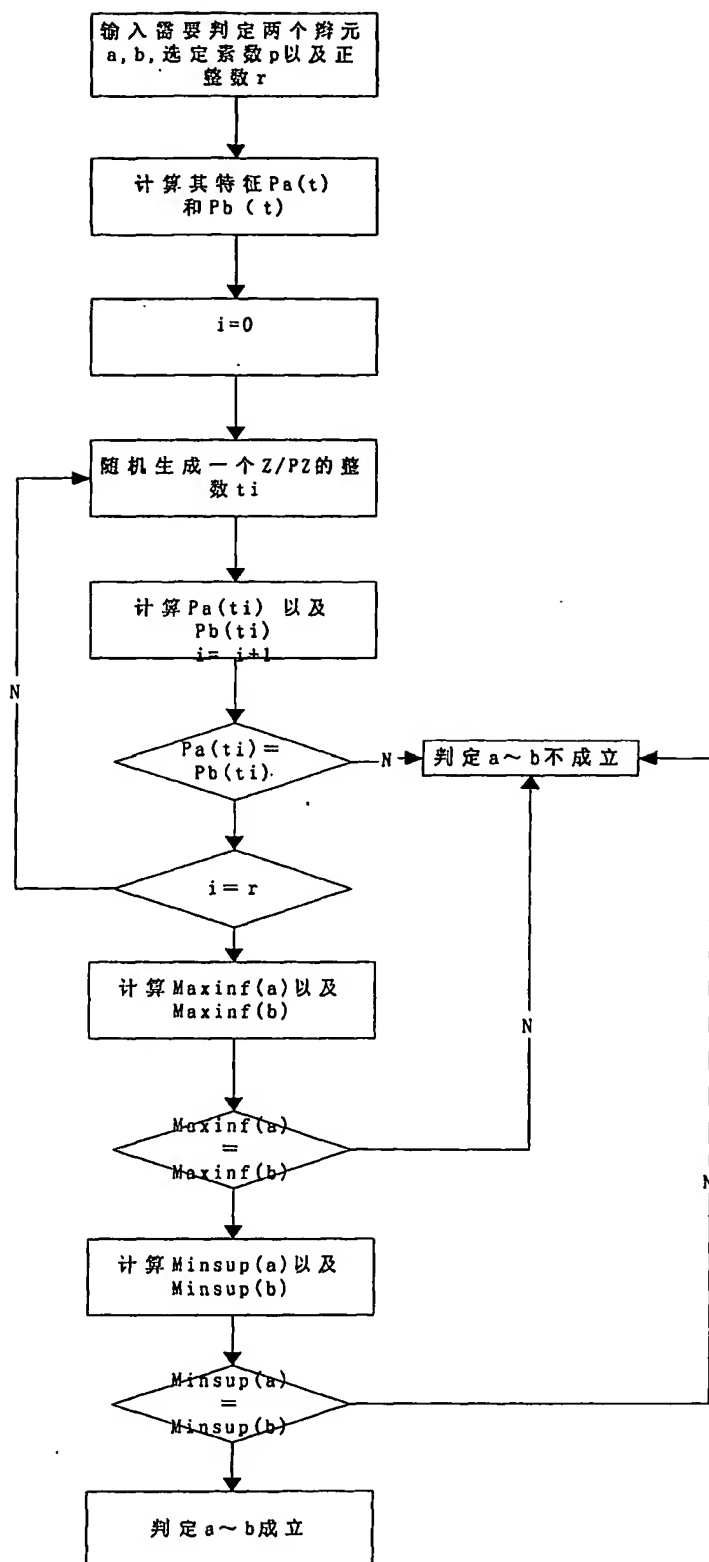 输入需要判定两个辫元
a,b,选定素数p以及正
整数r
计算其特征Pa(t)
和Pb(t)
i=0
随机生成一个Z/PZ的整
数ti
计算Pa(ti)以及
Pb(ti)
i= i+1
N
Pa(ti)=
Pb(ti)
N
判定a~b不成立
i=r
计算Maxinf(a)以及
Maxinf(b)
N
Maxinf(a)
=
Maxinf(b)
N
计算Minsup(a)以及
Minsup(b)
Minsup(a)
=
Minsup(b)
判定a~b成立